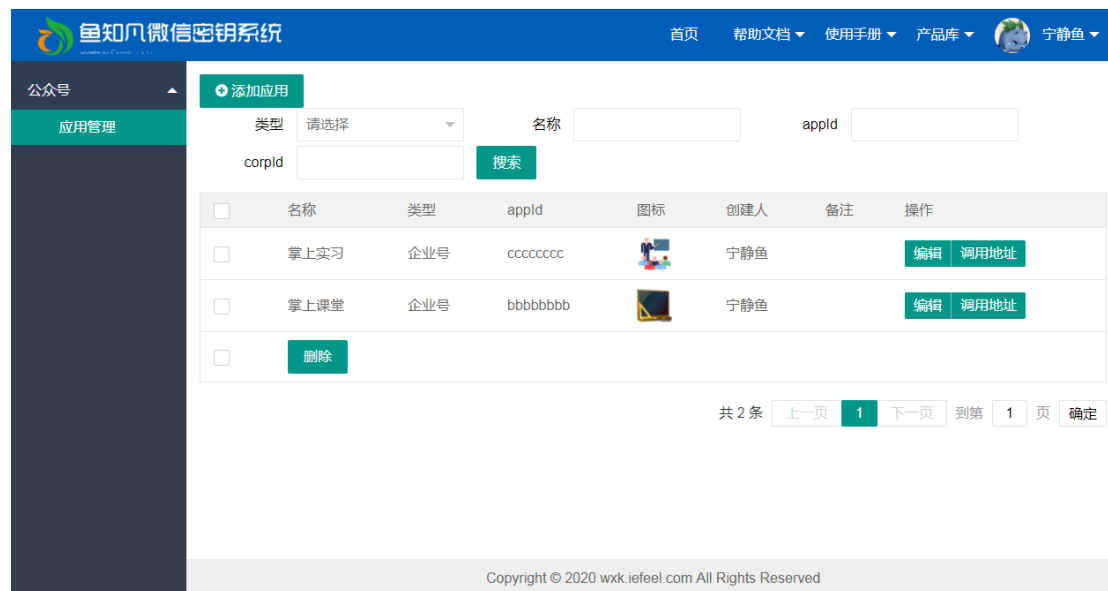 鱼知凡微信密钥系统
首页 帮助文档 使用手册 产品库 宁静鱼
公众号
应用管理
添加应用
类型 请选择 名称 appId
corpId 搜索
名称 类型 appId 图标 创建人 备注 操作
掌上实习 企业号 cccccccc 宁静鱼 编辑 调用地址
掌上课堂 企业号 bbbbbbbb 宁静鱼 编辑 调用地址
删除
共 2 条 上一页 1 下一页 到第 1 页 确定
Copyright © 2020 wxk.iefeel.com All Rights Reserved